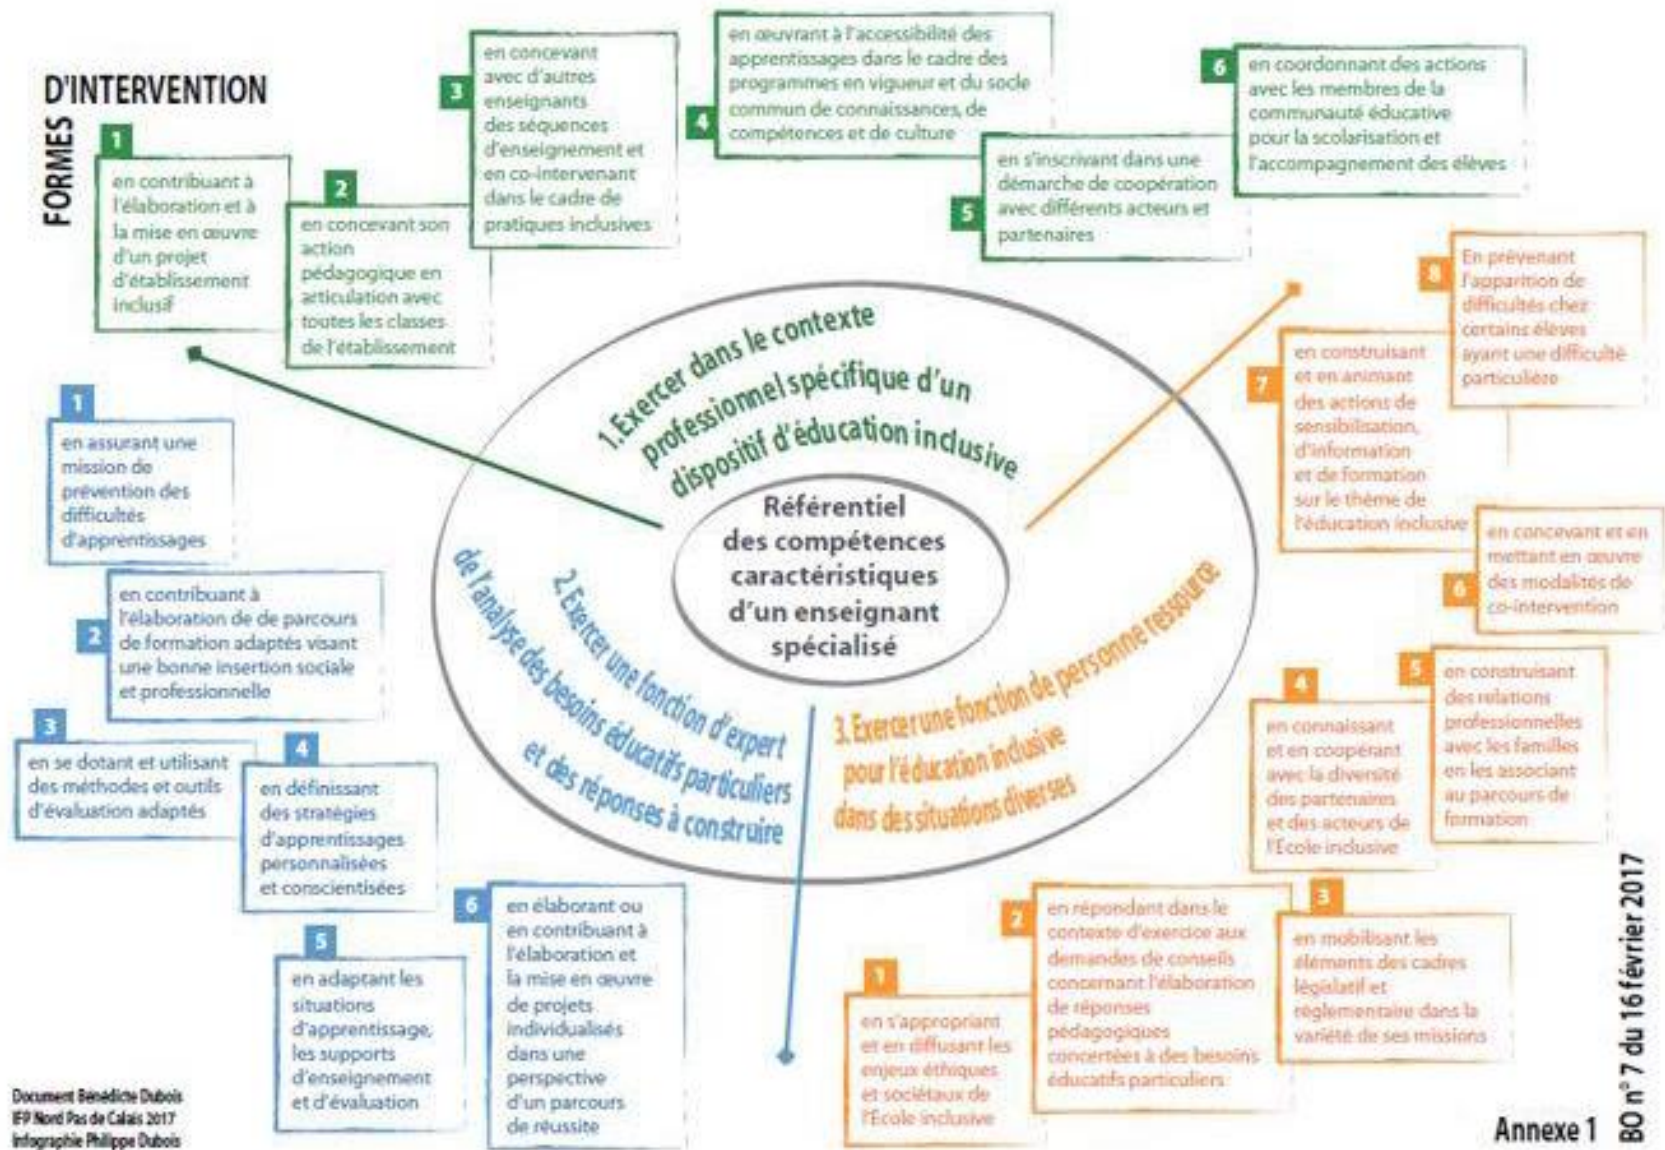 FORMES
D'INTERVENTION
1
en contribuant à
l'élaboration et à
la mise en œuvre
d'un projet
d'établissement
inclusif
2
en concevant son
action
pédagogique en
articulation avec
toutes les classes
de l'établissement
3
en concevant
avec d'autres
enseignants
des séquences
d'enseignement et
en co-intervenant
dans le cadre de
pratiques inclusives
4
en œuvrant à l'accessibilité des
apprentissages dans le cadre des
programmes en vigueur et du socle
commun de connaissances, de
compétences et de culture
5
en s'inscrivant dans une
démarche de coopération
avec différents acteurs et
partenaires
6
en coordonnant des actions
avec les membres de la
communauté éducative
pour la scolarisation et
l'accompagnement des élèves
1.Exercer dans le contexte
professionnel spécifique d'un
dispositif d'éducation inclusive
Référentiel
des compétences
caractéristiques
d'un enseignant
spécialisé
2. Exercer une fonction d'expert
de l'analyse des besoins éducatifs particuliers
et des réponses à construire
3. Exercer une fonction de personne ressource
pour l'éducation inclusive
dans des situations diverses
1
en assurant une
mission de
prévention des
difficultés
d'apprentissages
2
en contribuant à
l'élaboration de de parcours
de formation adaptés visant
une bonne insertion sociale
et professionnelle
3
en se dotant et utilisant
des méthodes et outils
d'évaluation adaptés
4
en définissant
des stratégies
d'apprentissages
personnalisées
et conscientisées
5
en adaptant les
situations
d'apprentissage,
les supports
d'enseignement
et d'évaluation
6
en élaborant ou
en contribuant à
l'élaboration et
la mise en œuvre
de projets
individualisés
dans une
perspective
d'un parcours
de réussite
1
en s'appropriant
et en diffusant les
enjeux éthiques
et sociétaux de
l'École inclusive
2
en répondant dans le
contexte d'exercice aux
demandes de conseils
concernant l'élaboration
de réponses
pédagogiques
concertées à des besoins
éducatifs particuliers
3
en mobilisant les
éléments des cadres
législatif et
réglementaire dans la
variété de ses missions
4
en connaissant
et en coopérant
avec la diversité
des partenaires
et des acteurs de
l'École inclusive
5
en construisant
des relations
professionnelles
avec les familles
en les associant
au parcours de
formation
6
en concevant et en
mettant en œuvre
des modalités de
co-intervention
7
en construisant
et en animant
des actions de
sensibilisation,
d'information
et de formation
sur le thème de
l'éducation inclusive
8
En prévenant
l'apparition de
difficultés chez
certains élèves
ayant une difficulté
particulière
Document Bénédicte Dubois
IFP Nord Pas de Calais 2017
Infographie Philippe Dubois
Annexe 1
BO n° 7 du 16 février 2017